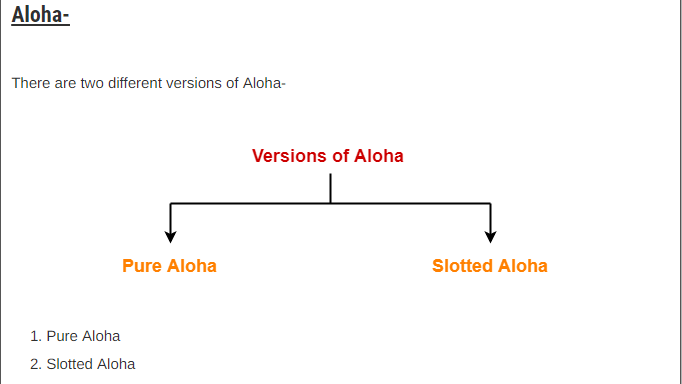 Aloha-
There are two different versions of Aloha-
Versions of Aloha
Pure Aloha
Slotted Aloha
1. Pure Aloha
2. Slotted Aloha